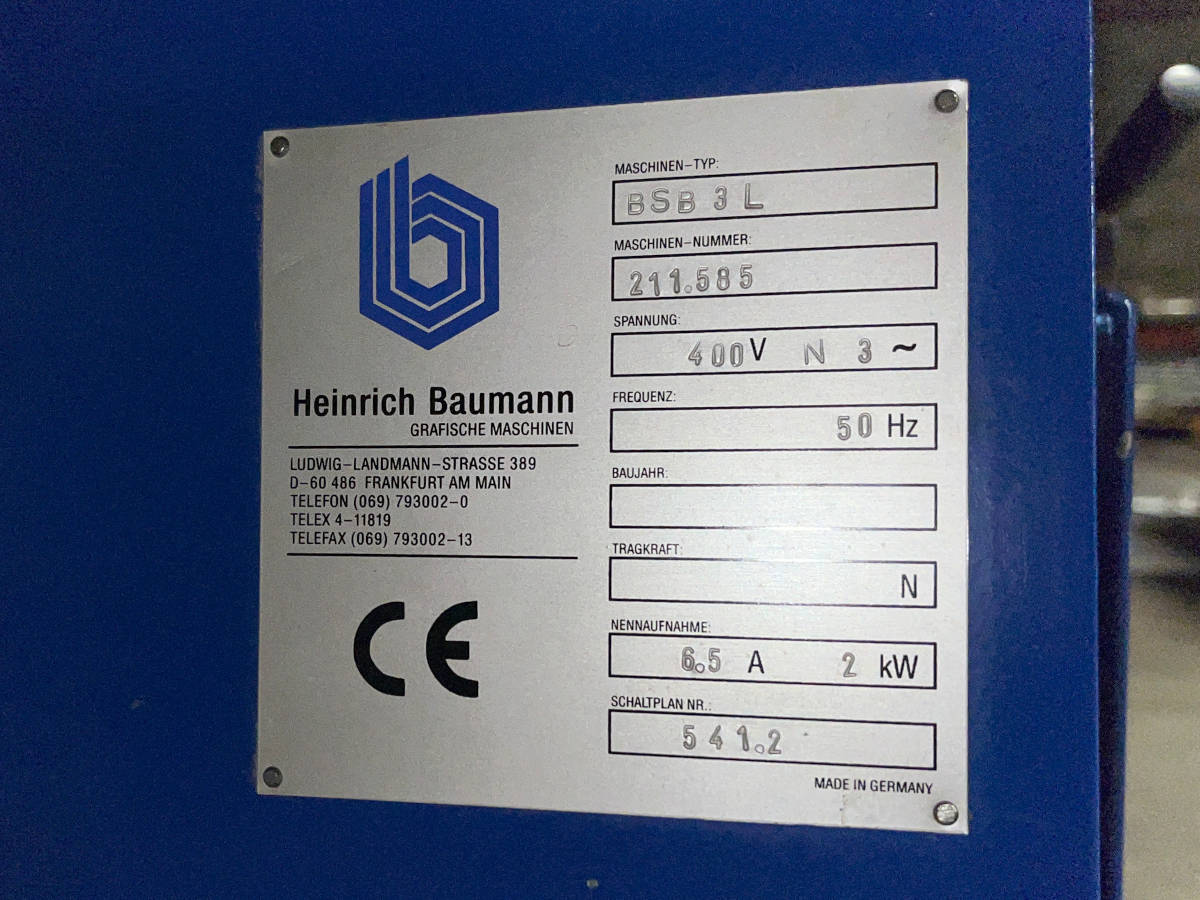 Heinrich Baumann
GRAFISCHE MASCHINEN
LUDWIG-LANDMANN-STRASSE 389
D-60 486 FRANKFURT AM MAIN
TELEFON (069) 793002-0
TELEX 4-11819
TELEFAX (069) 793002-13
CE
MASCHINEN-TYP:
BSB 3 L
MASCHINEN-NUMMER:
211.585
SPANNUNG:
400 V N 3 ~
FREQUENZ:
50 Hz
BAUJAHR:
TRAGKRAFT:
N
NENNAUFNAHME:
6.5 A 2 kW
SCHALTPLAN NR.:
541.2
MADE IN GERMANY